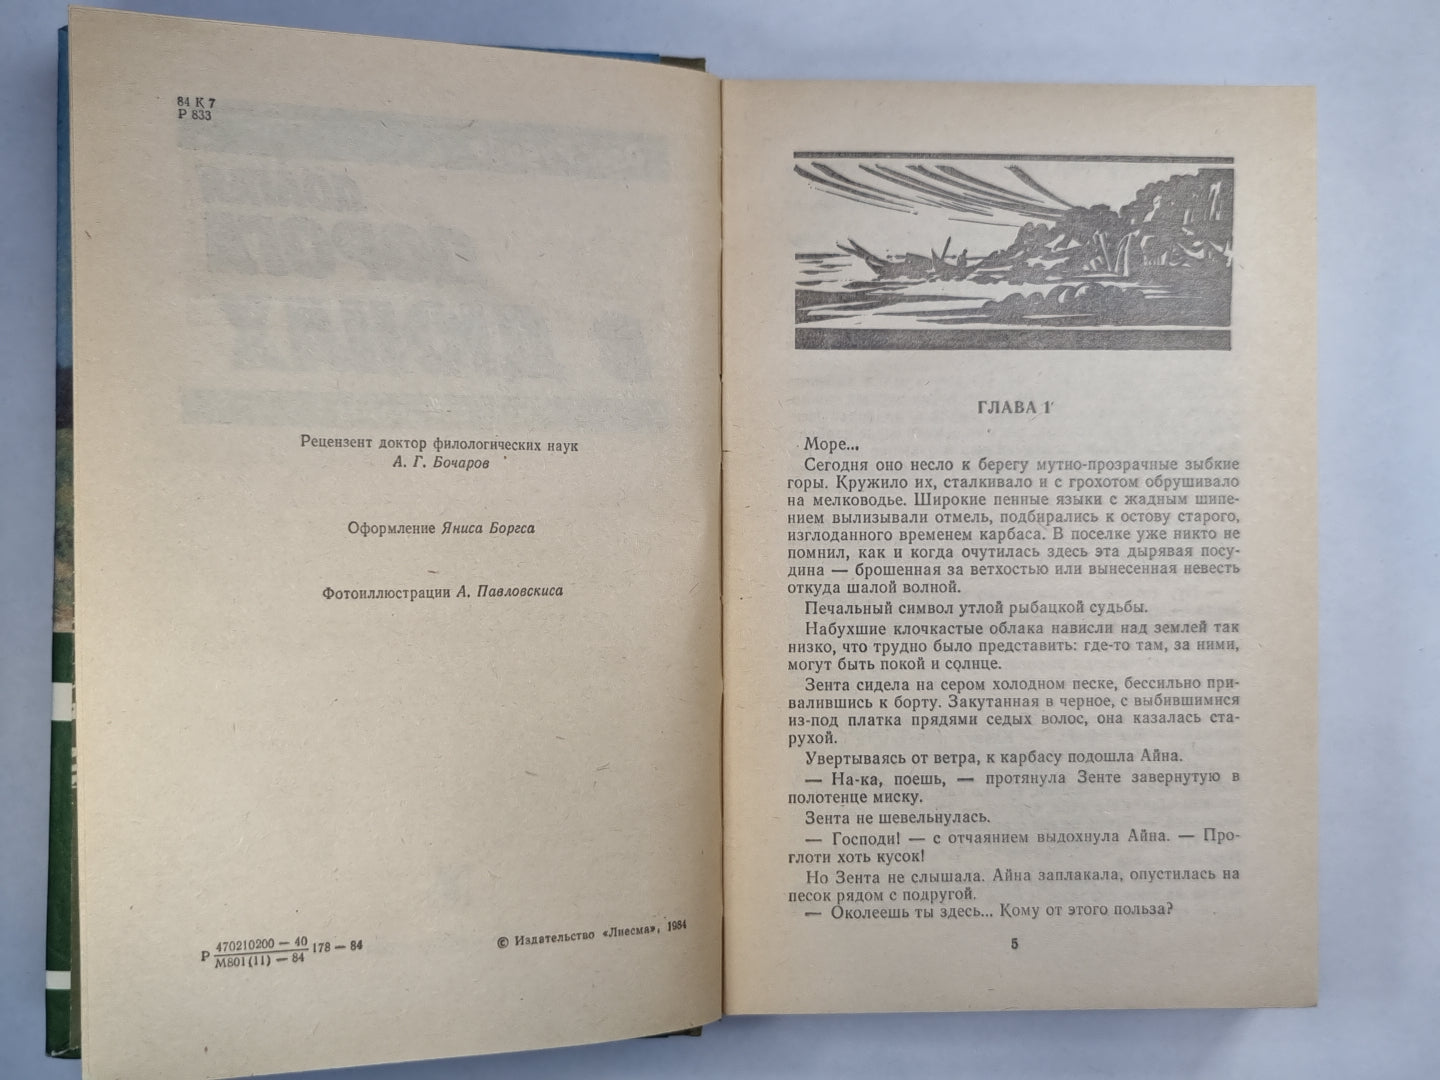 84 К 7
Р 833
Рецензент доктор филологических наук
А. Г. Бочаров
Оформление Яниса Боргса
Фотоиллюстрации А. Павловскиса
Р 470210200 — 40 178 — 84
М801(11) — 84
© Издательство «Лиесма», 1984
ГЛАВА 1
Море...
Сегодня оно несло к берегу мутно-прозрачные зыбкие
горы. Кружило их, сталкивало и с грохотом обрушивало
на мелководье. Широкие пенные языки с жадным шипе-
нием вылизывали отмель, подбирались к остову старого,
изглоданного временем карбаса. В поселке уже никто не
помнил, как и когда очутилась здесь эта дырявая посу-
дина — брошенная за ветхостью или вынесенная невесть
откуда шалой волной.
Печальный символ утлой рыбацкой судьбы.
Набухшие клочкастые облака нависли над землей так
низко, что трудно было представить: где-то там, за ними,
могут быть покой и солнце.
Зента сидела на сером холодном песке, бессильно при-
валившись к борту. Закутанная в черное, с выбившимися
из-под платка прядями седых волос, она казалась ста-
рухой.
Увертываясь от ветра, к карбасу подошла Айна.
— На-ка, поешь, — протянула Зенте завернутую в
полотенце миску.
Зента не шевельнулась.
— Господи! — с отчаянием выдохнула Айна. — Про-
глоти хоть кусок!
Но Зента не слышала. Айна заплакала, опустилась на
песок рядом с подругой.
— Околеешь ты здесь... Кому от этого польза?
5